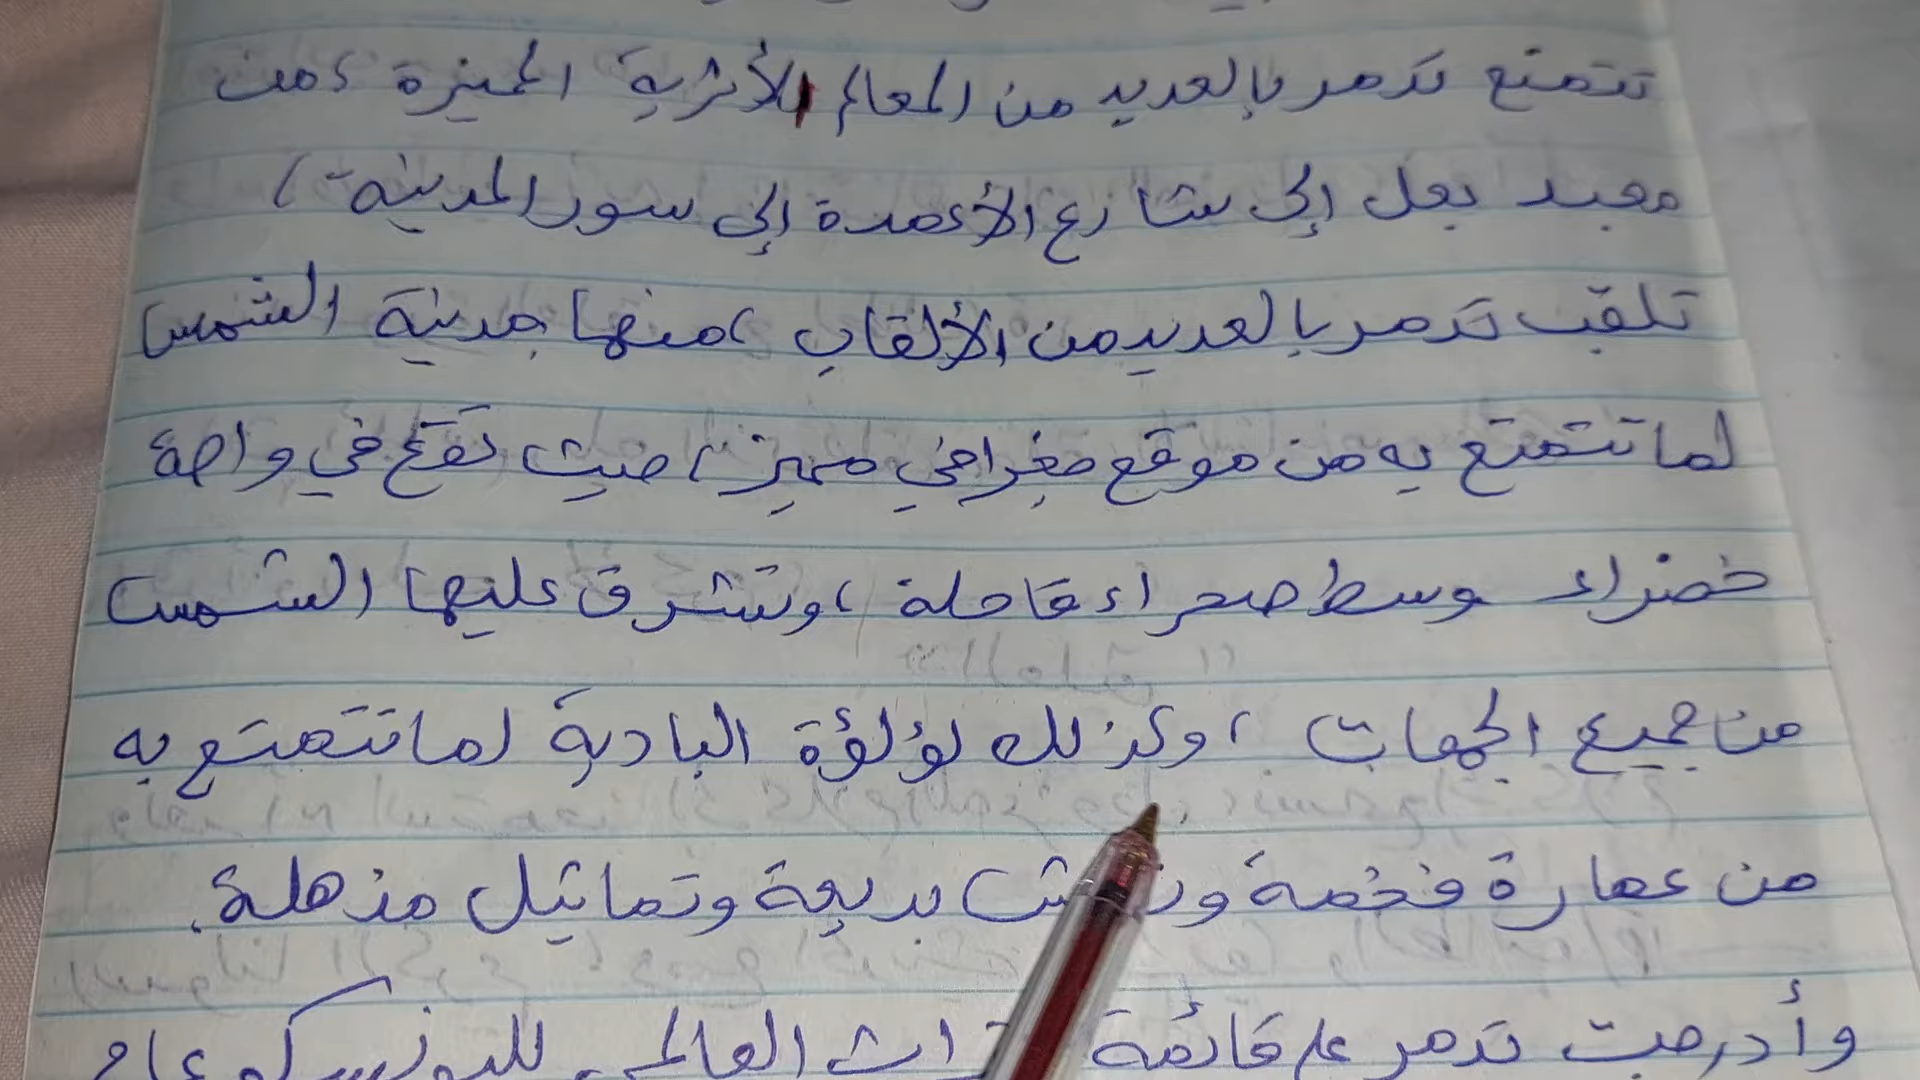 تتمتع تدمر بالعديد من المعالم الأثرية المميزة ،من
معبد بعل إلى شارع الأعمدة إلى سور المدينة،
تلقب تدمر بالعديد من الألقاب ،منها مدينة الشمس
لما تتمتع به من موقع جغرافي مميز، حيث تقع في واحة
خضراء وسط صحراء قاحلة ،وتشرق عليها الشمس
من جميع الجهات ،وكذلك لؤلؤة البادية لما تتمتع به
من عمارة فخمة بديعة وتماثيل مذهلة.
وأدرجت تدمر على قائمة العالمي لليونسكو عام